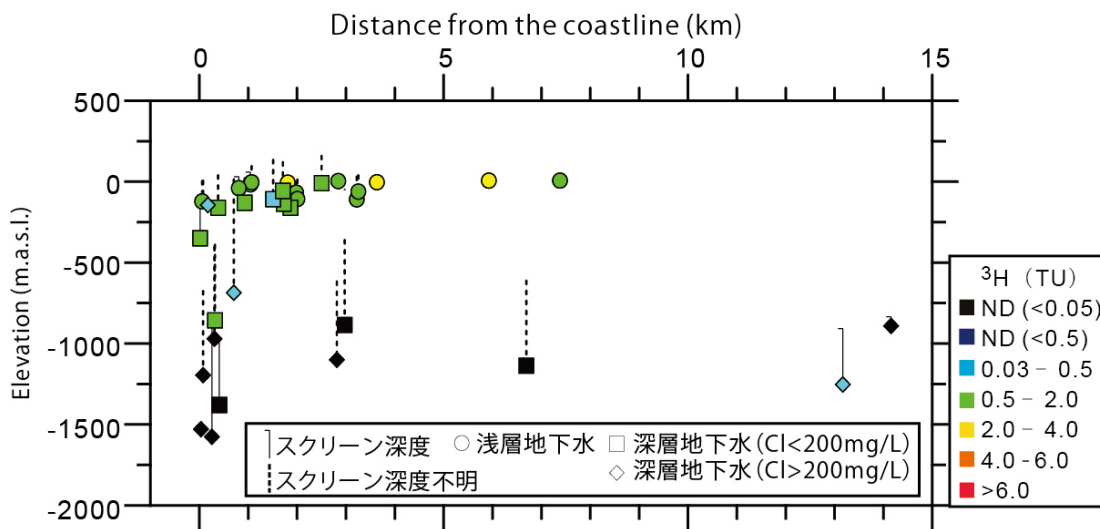 Distance from the coastline (km)
0 5 10 15
500
0
-500
-1000
-1500
-2000
Elevation (m.a.s.l.)
スクリーン深度 浅層地下水 深層地下水(Cl<200mg/L)
スクリーン深度不明 深層地下水(Cl>200mg/L)
³H (TU)
ND (<0.05)
ND (<0.5)
0.03 – 0.5
0.5 – 2.0
2.0 – 4.0
4.0 - 6.0
>6.0